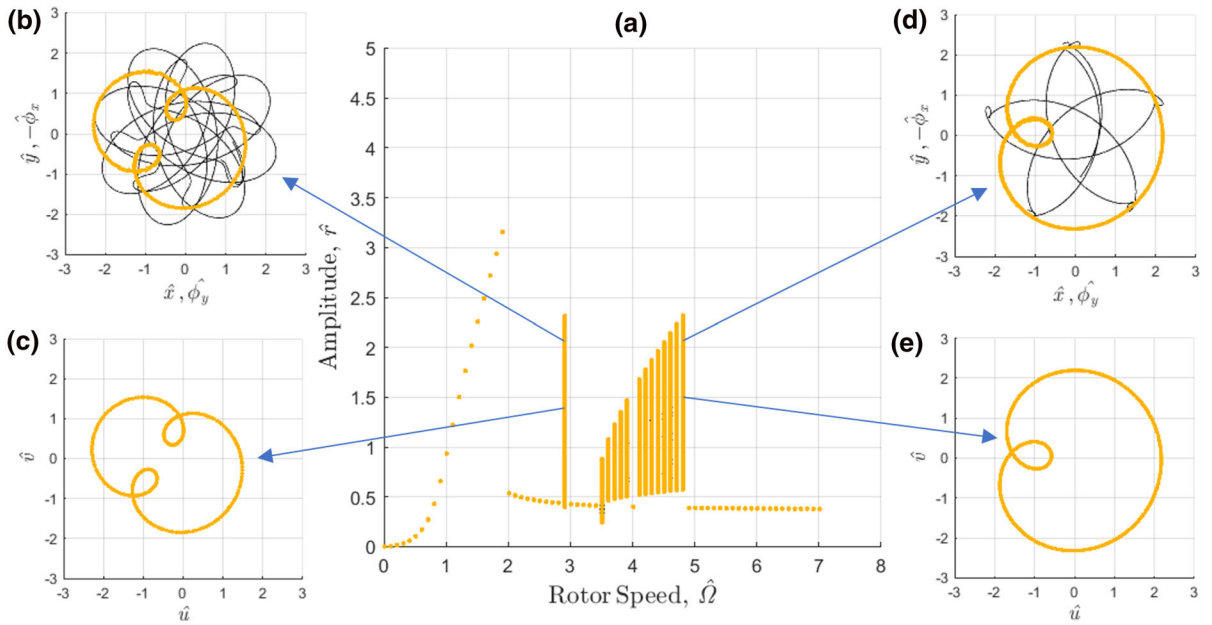 (b)
3
2
1
0
-1
-2
-3
-3 -2 -1 0 1 2 3
ŷ, -φ̂ₓ
x̂, φ̂_y
(c)
3
2
1
0
-1
-2
-3
-3 -2 -1 0 1 2 3
v̂
û
(a)
5
4.5
4
3.5
3
2.5
2
1.5
1
0.5
0
0 1 2 3 4 5 6 7 8
Amplitude, r̂
Rotor Speed, Ω̂
(d)
3
2
1
0
-1
-2
-3
-3 -2 -1 0 1 2 3
ŷ, -φ̂ₓ
x̂, φ̂_y
(e)
3
2
1
0
-1
-2
-3
-3 -2 -1 0 1 2 3
v̂
û